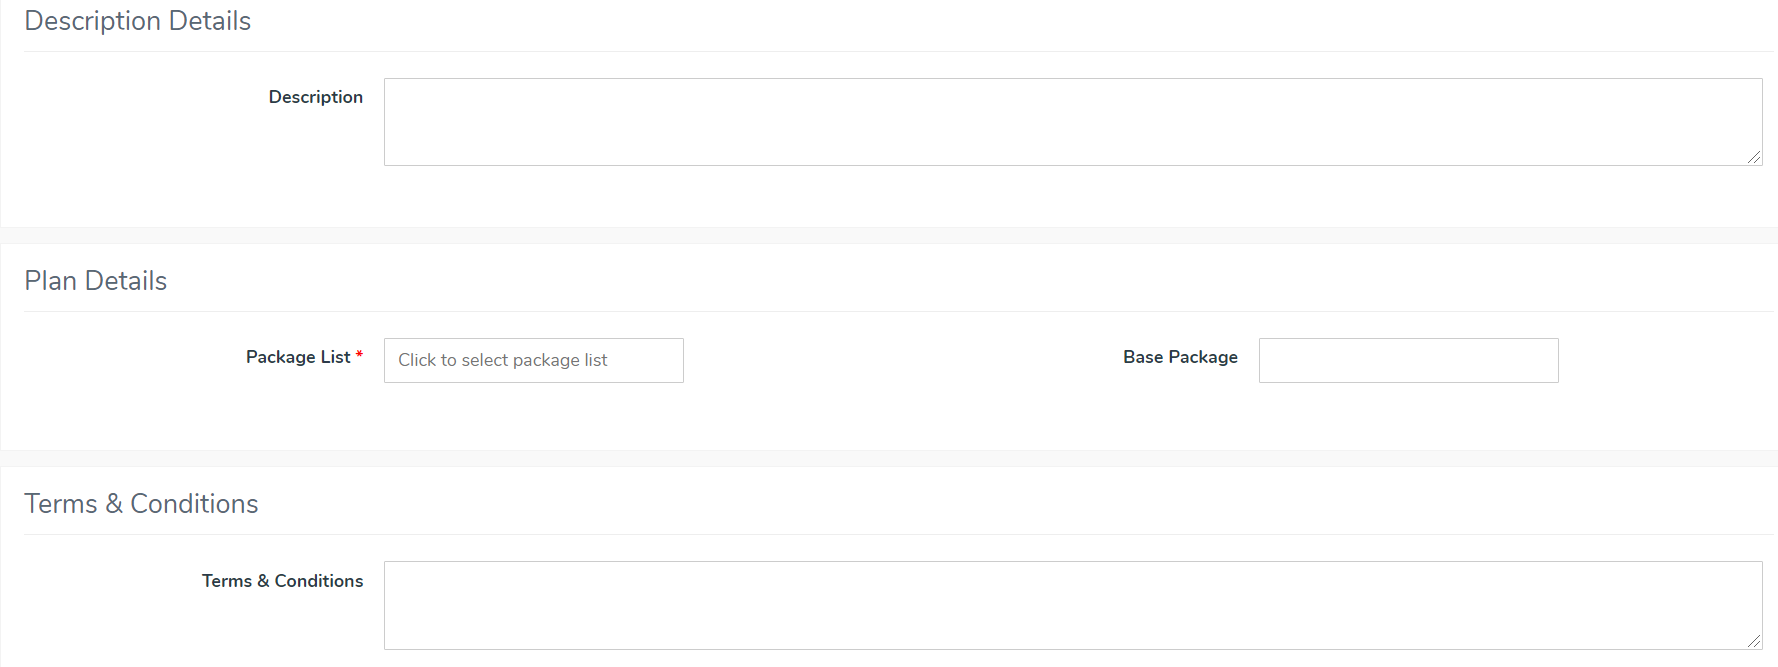 Description Details
Description
Plan Details
Package List * Click to select package list Base Package
Terms & Conditions
Terms & Conditions